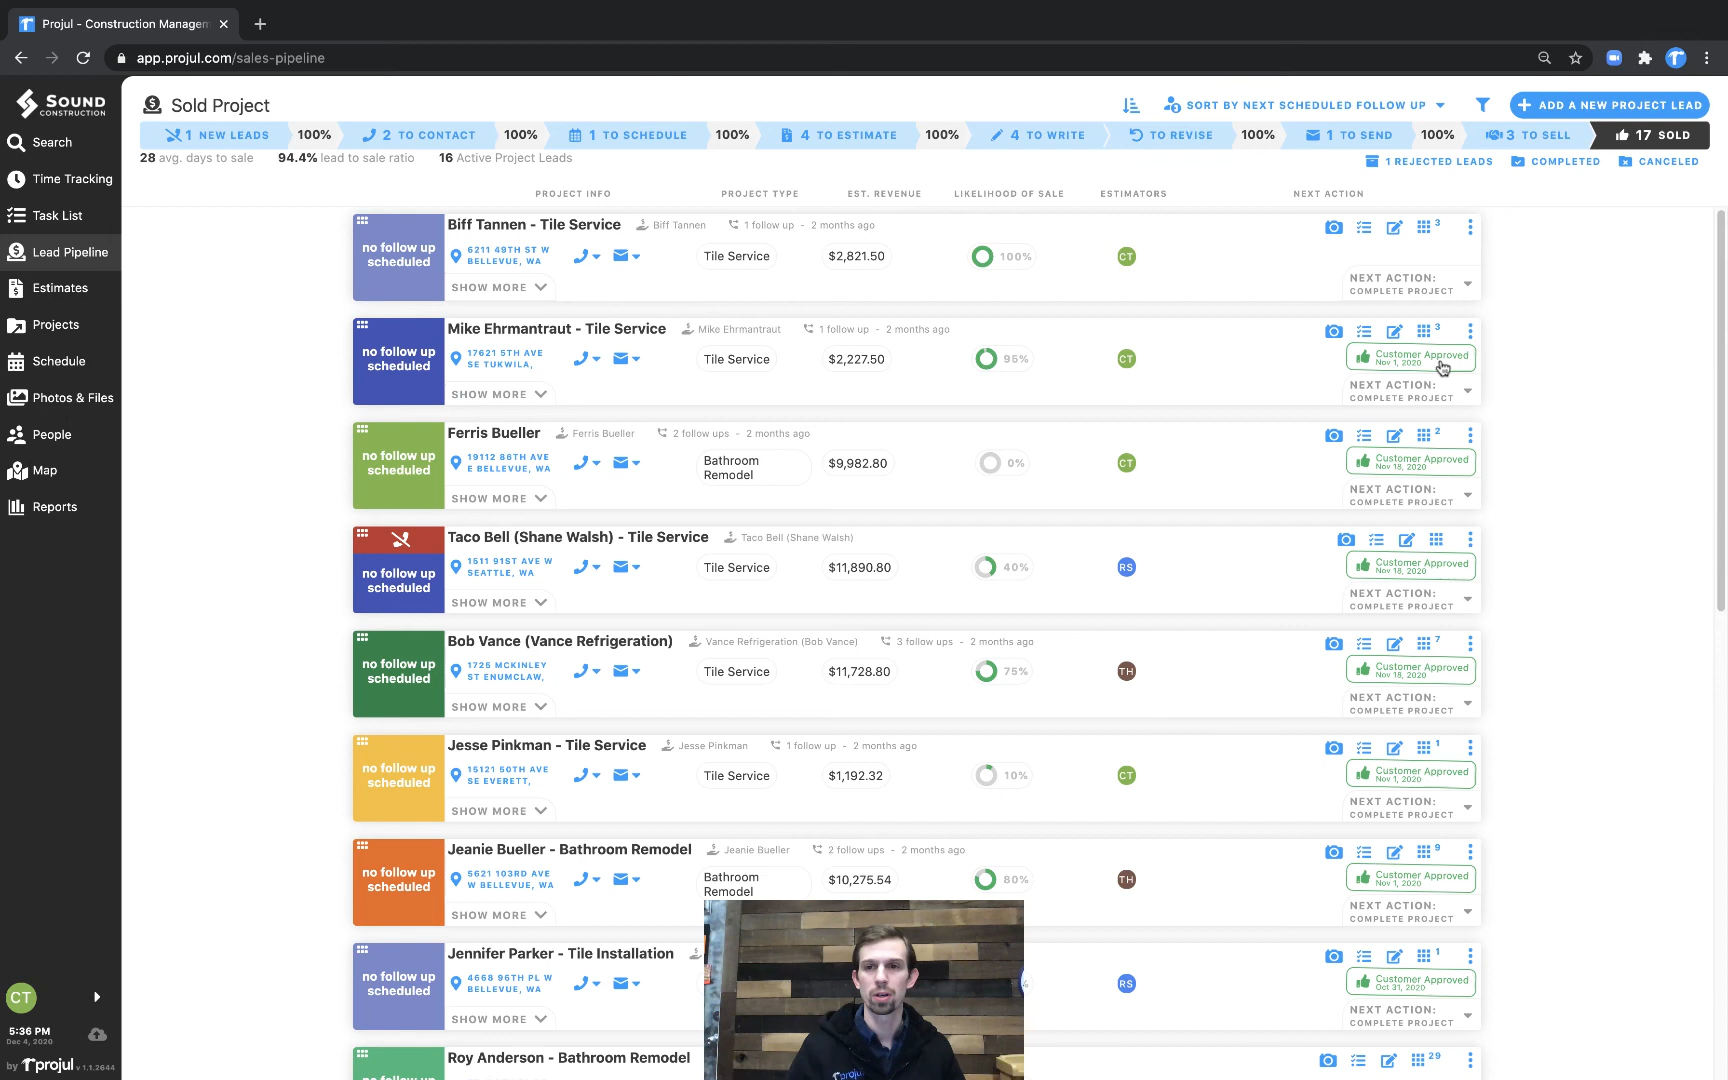 Projul - Construction Managem
app.projul.com/sales-pipeline
SOUND
CONSTRUCTION
Search
Time Tracking
Task List
Lead Pipeline
Estimates
Projects
Schedule
Photos & Files
People
Map
Reports
CT
5:36 PM
Dec 4, 2020
by projul v 1.1.2644
Sold Project
SORT BY NEXT SCHEDULED FOLLOW UP
ADD A NEW PROJECT LEAD
1 NEW LEADS 100% 2 TO CONTACT 100% 1 TO SCHEDULE 100% 4 TO ESTIMATE 100% 4 TO WRITE TO REVISE 100% 1 TO SEND 100% 3 TO SELL 17 SOLD
28 avg. days to sale 94.4% lead to sale ratio 16 Active Project Leads
1 REJECTED LEADS COMPLETED CANCELED
PROJECT INFO PROJECT TYPE EST. REVENUE LIKELIHOOD OF SALE ESTIMATORS NEXT ACTION
no follow up
scheduled
Biff Tannen - Tile Service Biff Tannen 1 follow up - 2 months ago
6211 49TH ST W
BELLEVUE, WA
Tile Service $2,821.50 100% CT
3
SHOW MORE
NEXT ACTION:
COMPLETE PROJECT
no follow up
scheduled
Mike Ehrmantraut - Tile Service Mike Ehrmantraut 1 follow up - 2 months ago
17621 5TH AVE
SE TUKWILA,
Tile Service $2,227.50 95% CT
3
Customer Approved
Nov 1, 2020
SHOW MORE
NEXT ACTION:
COMPLETE PROJECT
no follow up
scheduled
Ferris Bueller Ferris Bueller 2 follow ups - 2 months ago
19112 86TH AVE
E BELLEVUE, WA
Bathroom
Remodel
$9,982.80 0% CT
2
Customer Approved
Nov 18, 2020
SHOW MORE
NEXT ACTION:
COMPLETE PROJECT
no follow up
scheduled
Taco Bell (Shane Walsh) - Tile Service Taco Bell (Shane Walsh)
1511 91ST AVE W
SEATTLE, WA
Tile Service $11,890.80 40% RS
Customer Approved
Nov 18, 2020
SHOW MORE
NEXT ACTION:
COMPLETE PROJECT
no follow up
scheduled
Bob Vance (Vance Refrigeration) Vance Refrigeration (Bob Vance) 3 follow ups - 2 months ago
1725 MCKINLEY
ST ENUMCLAW,
Tile Service $11,728.80 75% TH
7
Customer Approved
Nov 18, 2020
SHOW MORE
NEXT ACTION:
COMPLETE PROJECT
no follow up
scheduled
Jesse Pinkman - Tile Service Jesse Pinkman 1 follow up - 2 months ago
15121 50TH AVE
SE EVERETT,
Tile Service $1,192.32 10% CT
1
Customer Approved
Nov 1, 2020
SHOW MORE
NEXT ACTION:
COMPLETE PROJECT
no follow up
scheduled
Jeanie Bueller - Bathroom Remodel Jeanie Bueller 2 follow ups - 2 months ago
5621 103RD AVE
W BELLEVUE, WA
Bathroom
Remodel
$10,275.54 80% TH
9
Customer Approved
Nov 1, 2020
SHOW MORE
NEXT ACTION:
COMPLETE PROJECT
no follow up
scheduled
Jennifer Parker - Tile Installation
4668 96TH PL W
BELLEVUE, WA
RS
1
Customer Approved
Oct 31, 2020
SHOW MORE
NEXT ACTION:
COMPLETE PROJECT
no follow up
Roy Anderson - Bathroom Remodel
29
projul